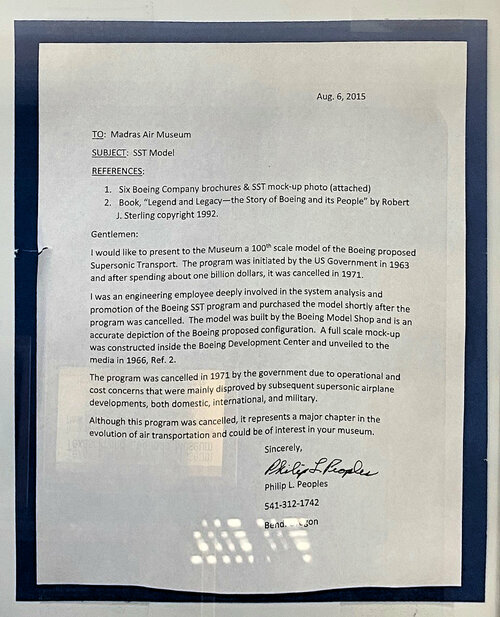 Aug. 6, 2015
TO: Madras Air Museum
SUBJECT: SST Model
REFERENCES:
1. Six Boeing Company brochures & SST mock-up photo (attached)
2. Book, “Legend and Legacy—the Story of Boeing and its People” by Robert
J. Sterling copyright 1992.
Gentlemen:
I would like to present to the Museum a 100th scale model of the Boeing proposed
Supersonic Transport. The program was initiated by the US Government in 1963
and after spending about one billion dollars, it was cancelled in 1971.
I was an engineering employee deeply involved in the system analysis and
promotion of the Boeing SST program and purchased the model shortly after the
program was cancelled. The model was built by the Boeing Model Shop and is an
accurate depiction of the Boeing proposed configuration. A full scale mock-up
was constructed inside the Boeing Development Center and unveiled to the
media in 1966, Ref. 2.
The program was cancelled in 1971 by the government due to operational and
cost concerns that were mainly disproved by subsequent supersonic airplane
developments, both domestic, international, and military.
Although this program was cancelled, it represents a major chapter in the
evolution of air transportation and could be of interest in your museum.
Sincerely,
Philip L Peoples
Philip L. Peoples
541-312-1742
Bend,